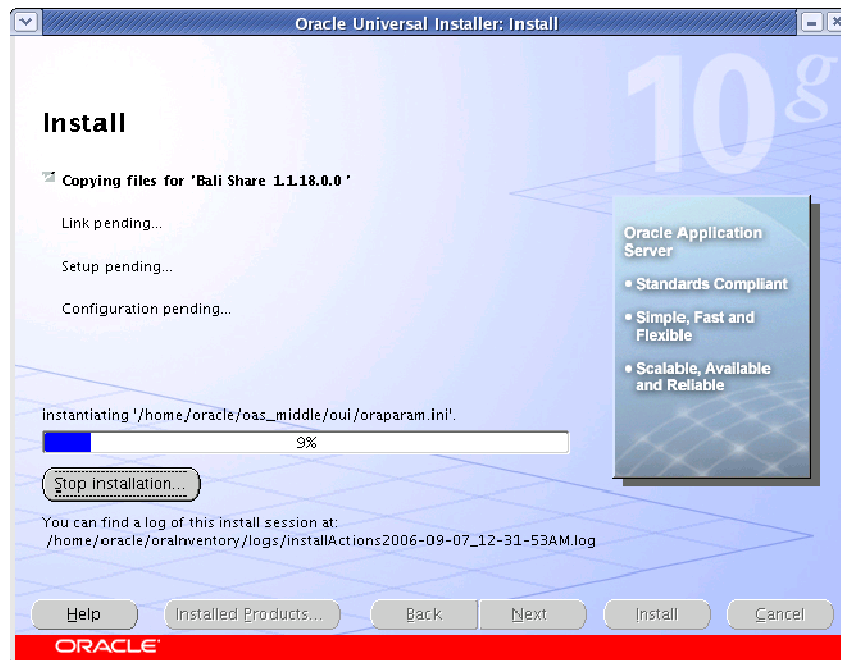 Oracle Universal Installer: Install
10g
Install
Copying files for 'Bali Share 1.1.18.0.0 '
Link pending...
Setup pending...
Configuration pending...
Oracle Application
Server
• Standards Compliant
• Simple, Fast and
Flexible
• Scalable, Available
and Reliable
instantiating '/home/oracle/oas_middle/oui/oraparam.ini'.
9%
Stop installation...
You can find a log of this install session at:
/home/oracle/oraInventory/logs/installActions2006-09-07_12-31-53AM.log
Help Installed Products... Back Next Install Cancel
ORACLE